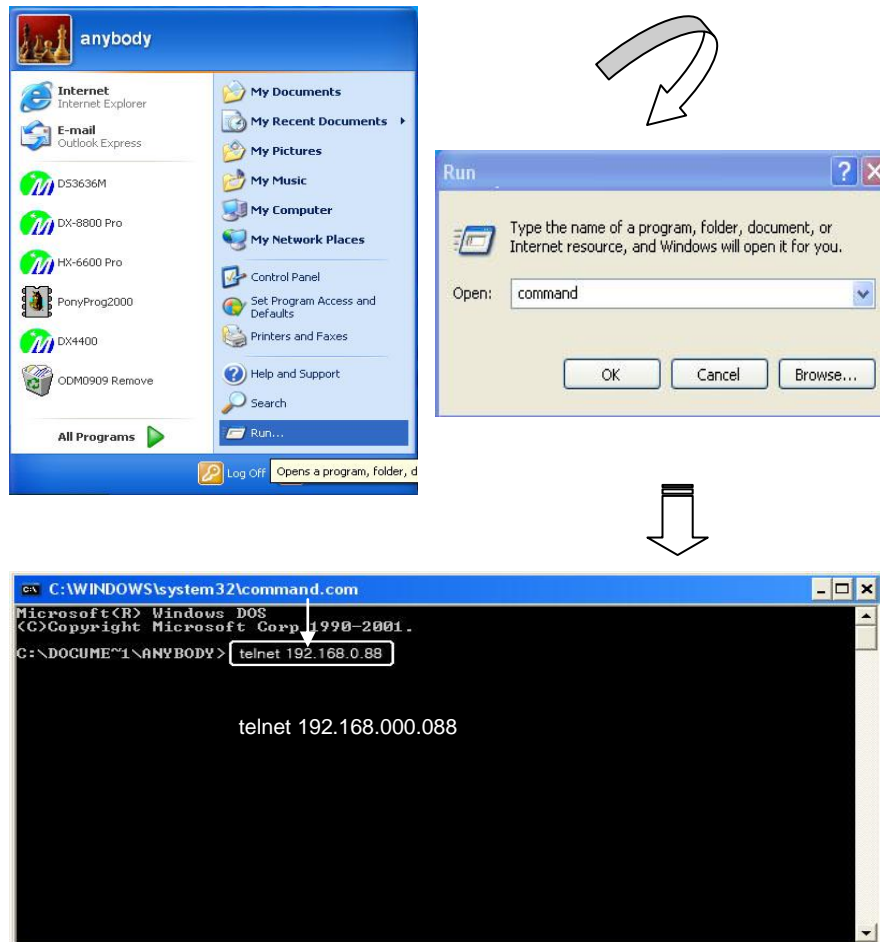 anybody
Internet
Internet Explorer
E-mail
Outlook Express
DS3636M
DX-8800 Pro
HX-6600 Pro
PonyProg2000
DX4400
ODM0909 Remove
All Programs
My Documents
My Recent Documents
My Pictures
My Music
My Computer
My Network Places
Control Panel
Set Program Access and
Defaults
Printers and Faxes
Help and Support
Search
Run...
Log Off
Opens a program, folder, d
Run
Type the name of a program, folder, document, or
Internet resource, and Windows will open it for you.
Open: command
OK Cancel Browse...
C:\WINDOWS\system32\command.com
Microsoft(R) Windows DOS
(C)Copyright Microsoft Corp 1990-2001.
C:\DOCUME~1\ANYBODY> telnet 192.168.0.88
telnet 192.168.000.088